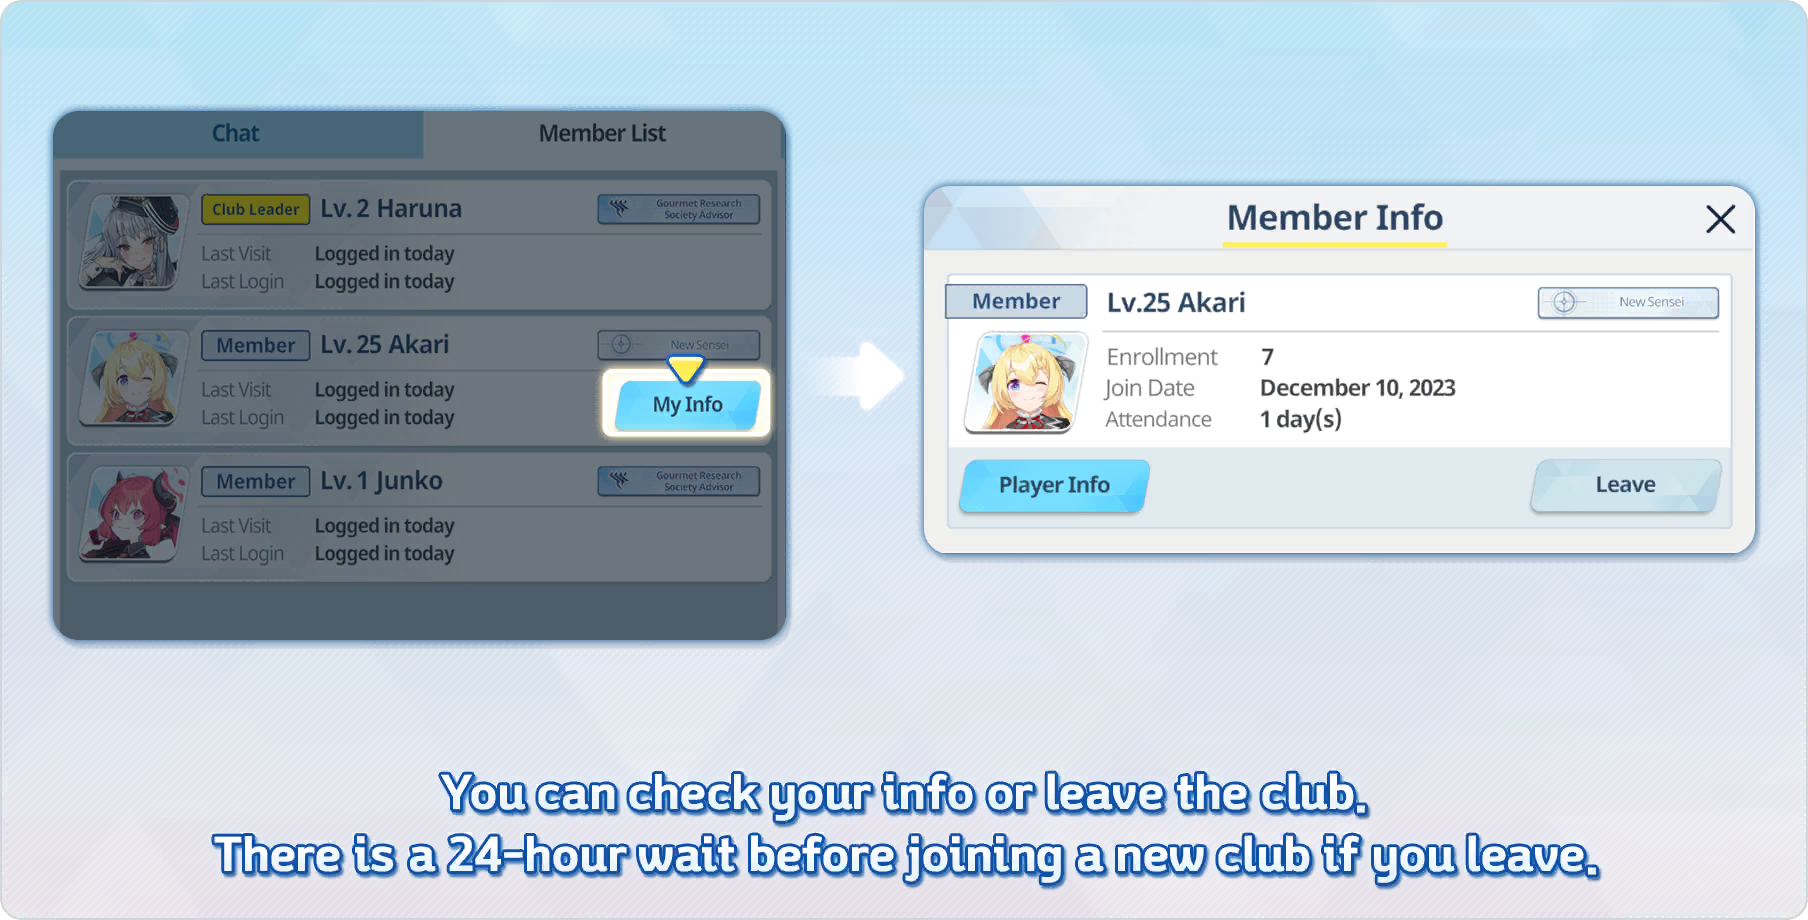 Chat
Member List
Club Leader
Lv. 2 Haruna
Gourmet Research
Society Advisor
Last Visit
Logged in today
Last Login
Logged in today
Member
Lv. 25 Akari
New Sensei
Last Visit
Logged in today
Last Login
Logged in today
My Info
Member
Lv. 1 Junko
Gourmet Research
Society Advisor
Last Visit
Logged in today
Last Login
Logged in today
Member Info
Member
Lv.25 Akari
New Sensei
Enrollment
7
Join Date
December 10, 2023
Attendance
1 day(s)
Player Info
Leave
You can check your info or leave the club.
There is a 24-hour wait before joining a new club if you leave.